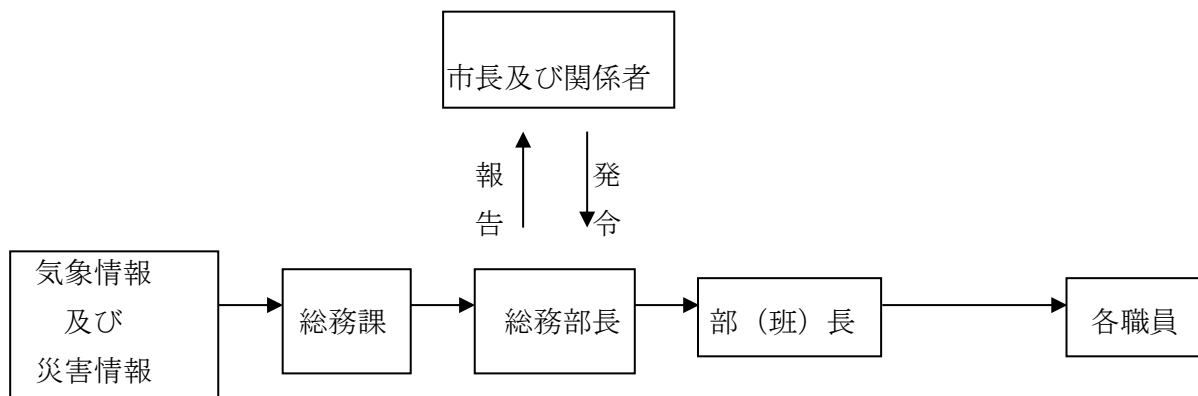 市長及び関係者
報告
発令
気象情報
及び
災害情報
総務課
総務部長
部（班）長
各職員